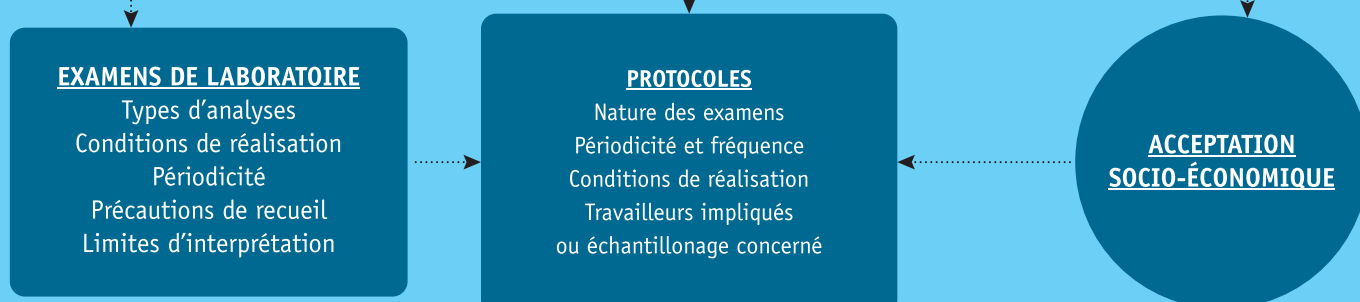 EXAMENS DE LABORATOIRE
Types d’analyses
Conditions de réalisation
Périodicité
Précautions de recueil
Limites d’interprétation
PROTOCOLES
Nature des examens
Périodicité et fréquence
Conditions de réalisation
Travailleurs impliqués
ou échantillonage concerné
ACCEPTATION
SOCIO-ÉCONOMIQUE